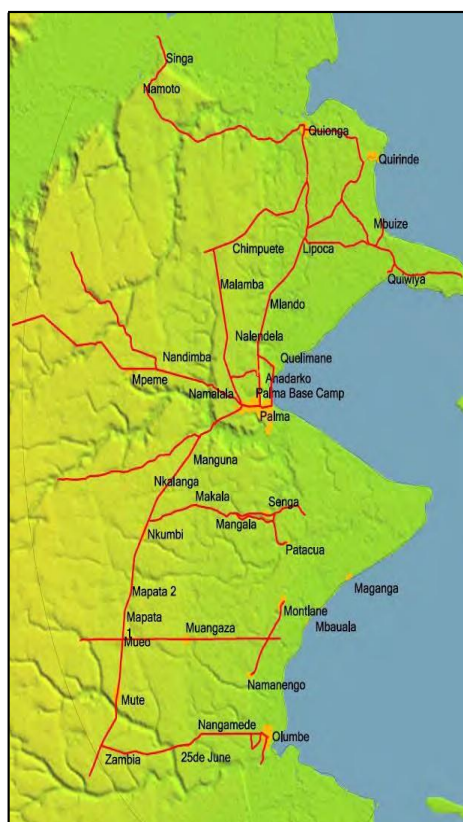 Singa
Namoto
Quionga
Quirinde
Mbuize
Chimpuete
Lipoca
Quiwiya
Malamba
Mlando
Nalendela
Nandimba
Quelimane
Mpeme
Anadarko
Namalala
Palma Base Camp
Palma
Manguna
Nkalanga
Makala
Senga
Mangala
Nkumbi
Patacua
Maganga
Mapata 2
Montlane
Mapata
1
Muangaza
Mbauala
Mueo
Namanengo
Mute
Nangamede
Olumbe
Zambia
25de June